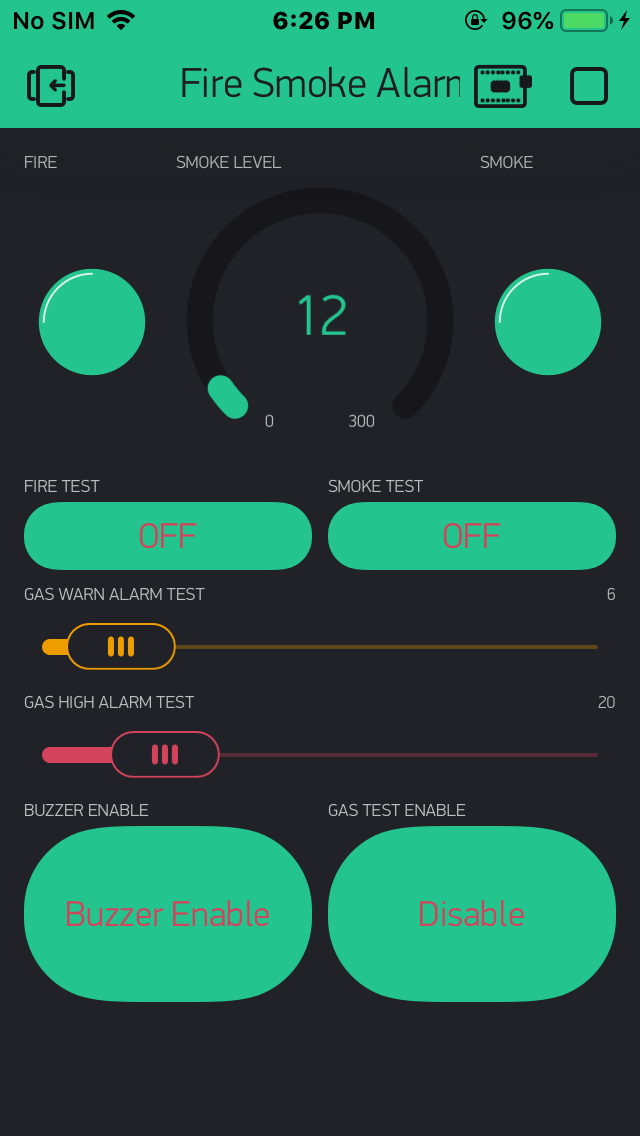 No SIM 6:26 PM 96%
Fire Smoke Alarm
FIRE SMOKE LEVEL SMOKE
12
0 300
FIRE TEST SMOKE TEST
OFF OFF
GAS WARN ALARM TEST 6
GAS HIGH ALARM TEST 20
BUZZER ENABLE GAS TEST ENABLE
Buzzer Enable Disable